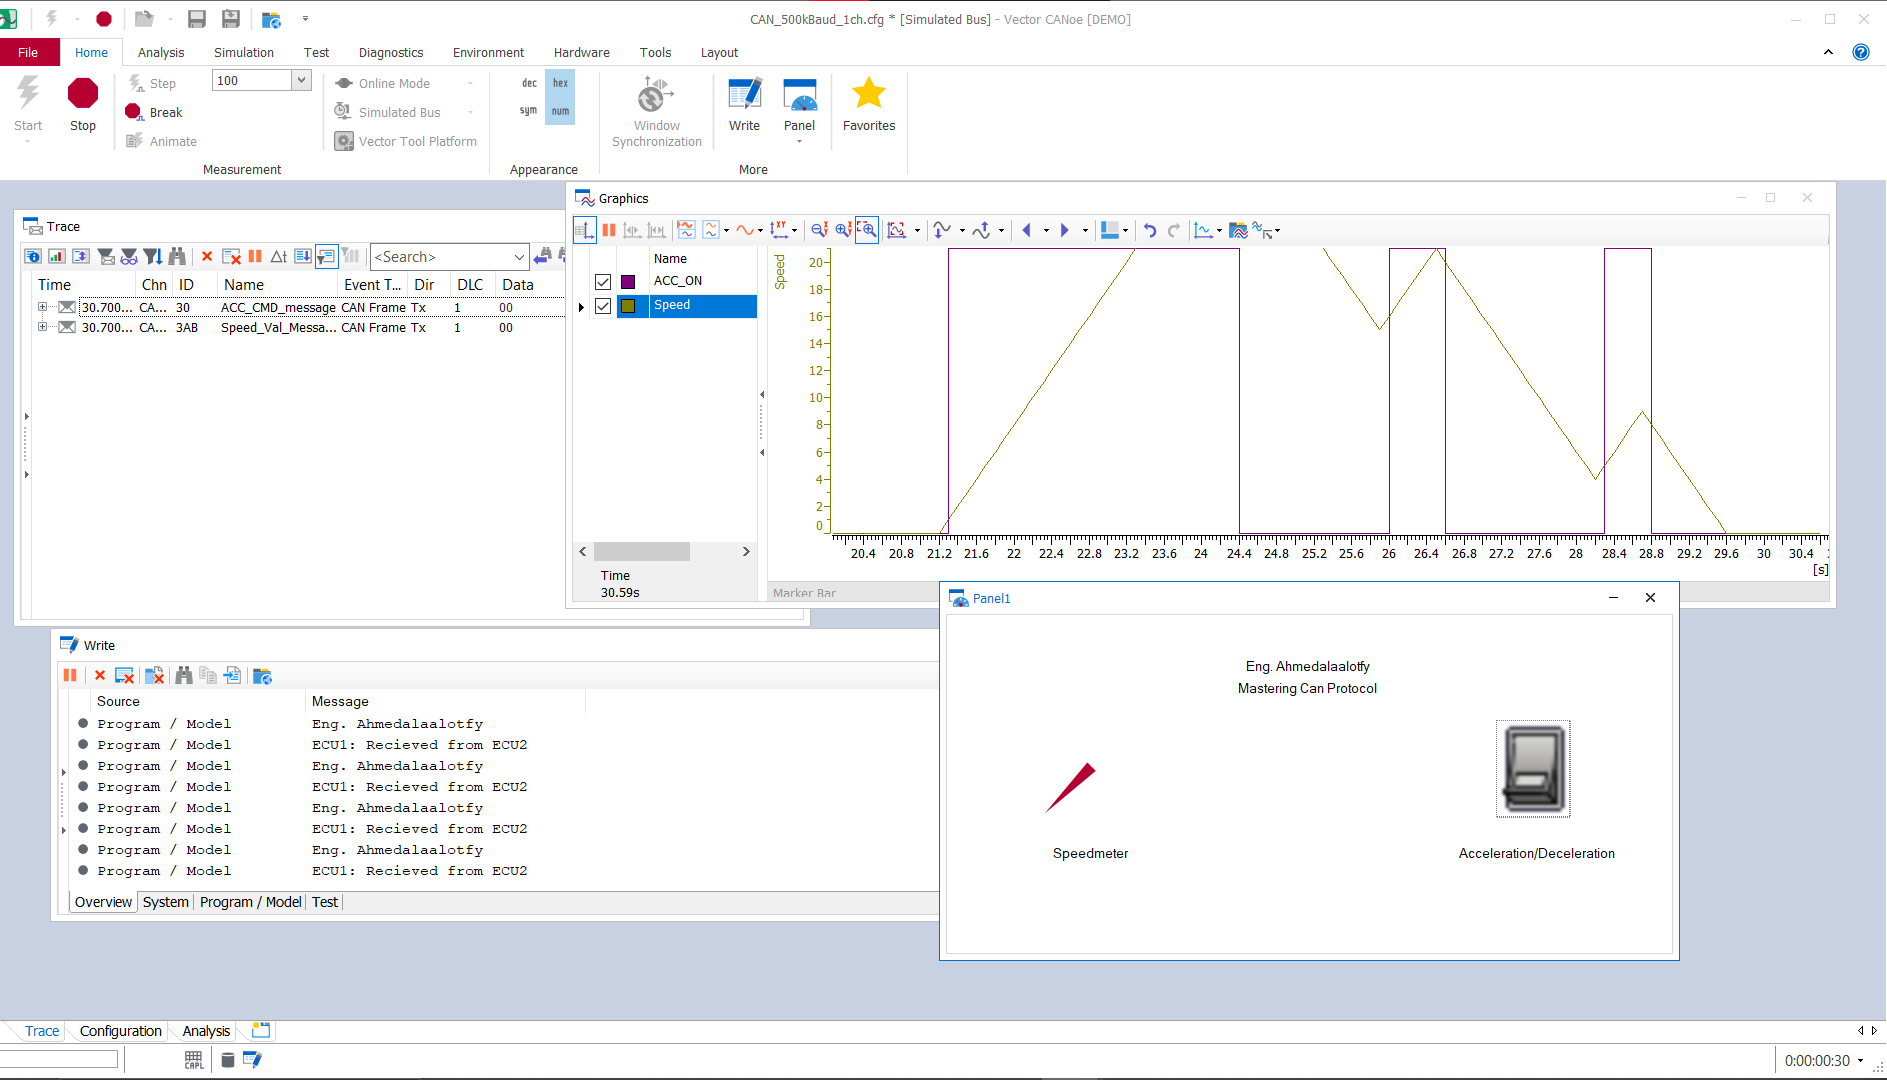 CAN_500kBaud_1ch.cfg * [Simulated Bus] - Vector CANoe [DEMO]
File Home Analysis Simulation Test Diagnostics Environment Hardware Tools Layout
Start
Stop
Step
100
Break
Animate
Measurement
Online Mode
Simulated Bus
Vector Tool Platform
dec hex
sym num
Appearance
Window
Synchronization
Write
Panel
More
Favorites
Trace
<Search>
Time Chn ID Name Event T... Dir DLC Data
30.700... CA... 30 ACC_CMD_message CAN Frame Tx 1 00
30.700... CA... 3AB Speed_Val_Messa... CAN Frame Tx 1 00
Graphics
Name
ACC_ON
Speed
Time
30.59s
Speed
20
18
16
14
12
10
8
6
4
2
0
20.4 20.8 21.2 21.6 22 22.4 22.8 23.2 23.6 24 24.4 24.8 25.2 25.6 26 26.4 26.8 27.2 27.6 28 28.4 28.8 29.2 29.6 30 30.4
[s]
Marker Bar
Write
Source Message
Program / Model Eng. Ahmedalaalotfy
Program / Model ECU1: Recieved from ECU2
Program / Model Eng. Ahmedalaalotfy
Program / Model ECU1: Recieved from ECU2
Program / Model Eng. Ahmedalaalotfy
Program / Model ECU1: Recieved from ECU2
Program / Model Eng. Ahmedalaalotfy
Program / Model ECU1: Recieved from ECU2
Overview System Program / Model Test
Panel1
Eng. Ahmedalaalotfy
Mastering Can Protocol
Speedmeter
Acceleration/Deceleration
Trace Configuration Analysis
CAPL
0:00:00:30